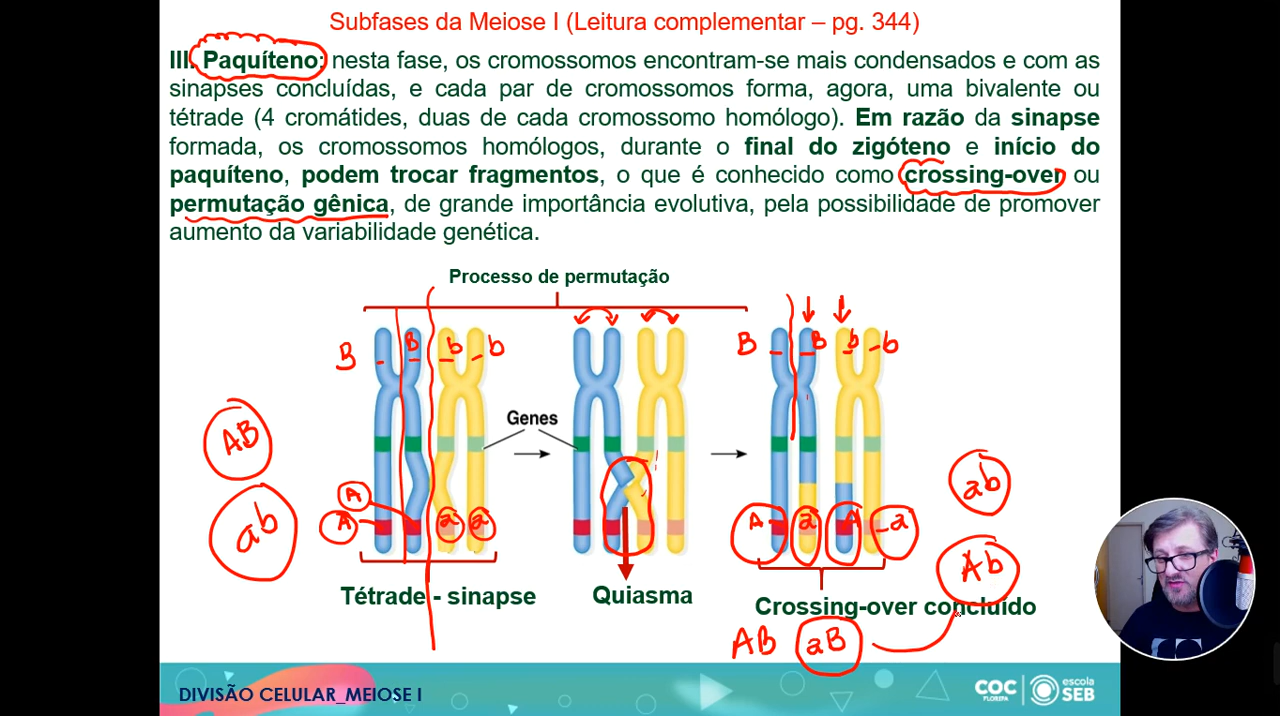 Subfases da Meiose I (Leitura complementar – pg. 344)
III. Paquíteno: nesta fase, os cromossomos encontram-se mais condensados e com as
sinapses concluídas, e cada par de cromossomos forma, agora, uma bivalente ou
tétrade (4 cromátides, duas de cada cromossomo homólogo). Em razão da sinapse
formada, os cromossomos homólogos, durante o final do zigóteno e início do
paquíteno, podem trocar fragmentos, o que é conhecido como crossing-over ou
permutação gênica, de grande importância evolutiva, pela possibilidade de promover
aumento da variabilidade genética.
Processo de permutação
B B b b
B B b b
Genes
AB
ab
ab
A
A a a
A a A a
Ab
Tétrade - sinapse
Quiasma
Crossing-over concluído
AB aB
DIVISÃO CELULAR_MEIOSE I
COC
FLORIPA
escola
SEB